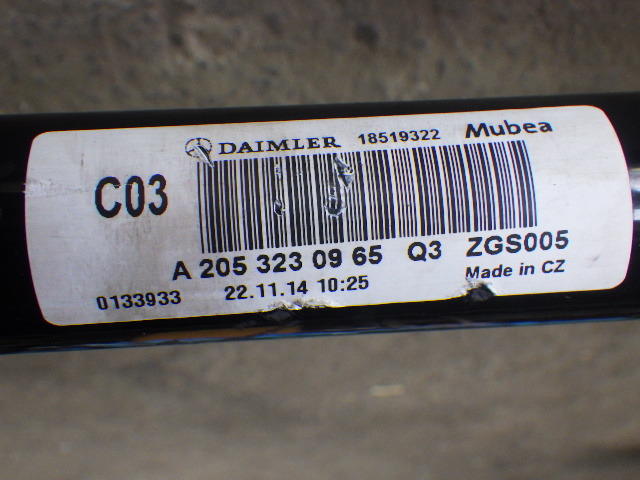 DAIMLER 18519322 Mubea
C03
A 205 323 09 65 Q3 ZGS005
0133933 22.11.14 10:25 Made in CZ